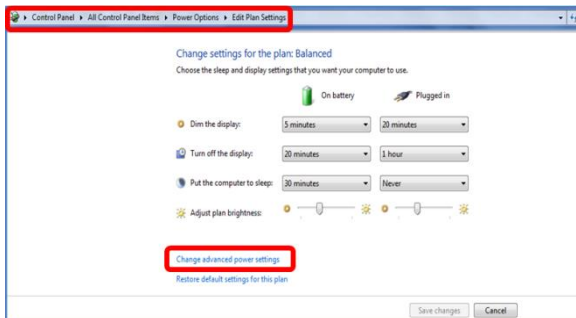 Control Panel ▸ All Control Panel Items ▸ Power Options ▸ Edit Plan Settings
Change settings for the plan: Balanced
Choose the sleep and display settings that you want your computer to use.
On battery Plugged in
Dim the display: 5 minutes 20 minutes
Turn off the display: 20 minutes 1 hour
Put the computer to sleep: 30 minutes Never
Adjust plan brightness:
Change advanced power settings
Restore default settings for this plan
Save changes Cancel